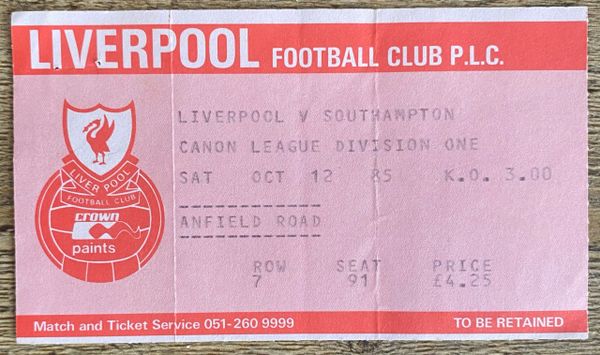 LIVERPOOL FOOTBALL CLUB P.L.C.
LIVERPOOL V SOUTHAMPTON
CANON LEAGUE DIVISION ONE
SAT OCT 12 85 K.O. 3.00
ANFIELD ROAD
ROW SEAT PRICE
7 91 £4.25
LIVERPOOL
FOOTBALL CLUB
crown
paints
Match and Ticket Service 051-260 9999 TO BE RETAINED